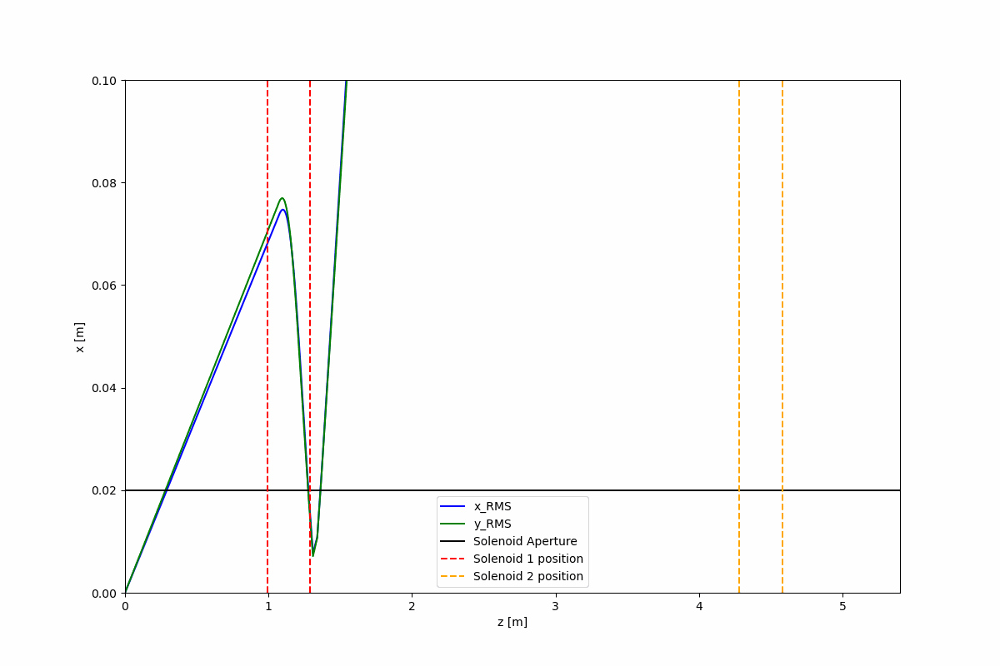 0.10
0.08
0.06
0.04
0.02
0.00
x [m]
x_RMS
y_RMS
Solenoid Aperture
Solenoid 1 position
Solenoid 2 position
0
1
2
3
4
5
z [m]